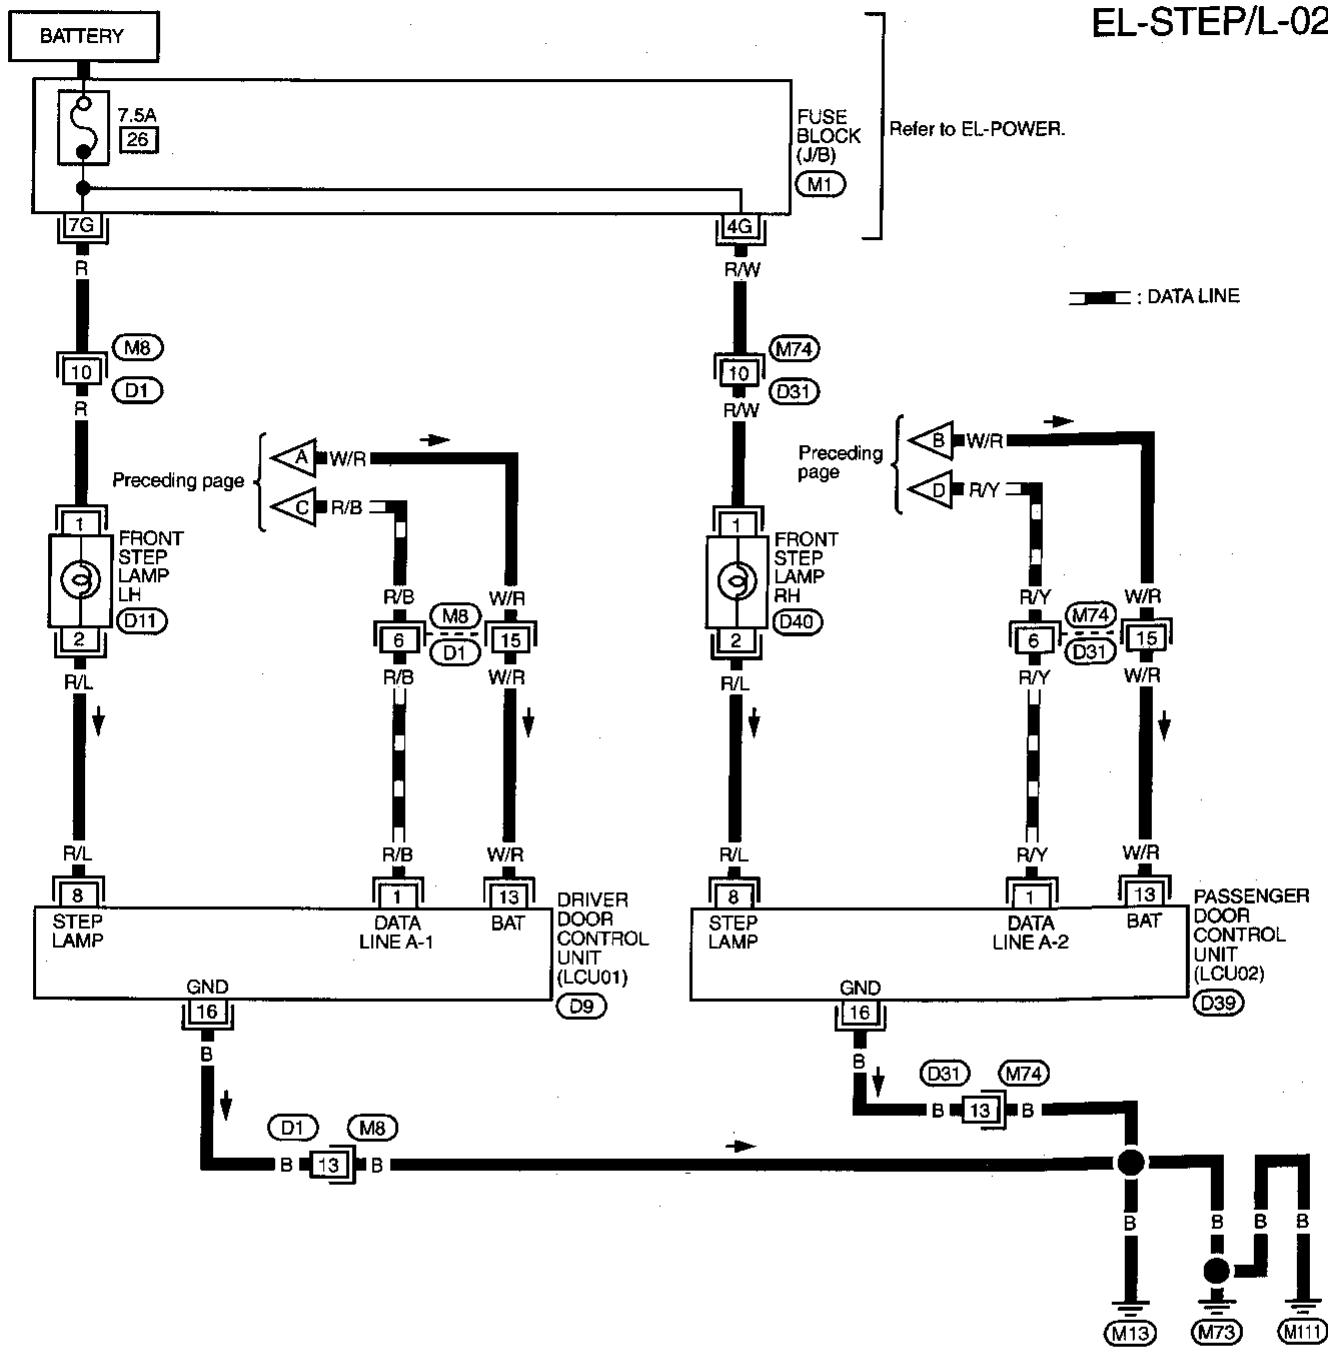 EL-STEP/L-02
BATTERY
7.5A
26
FUSE
BLOCK
(J/B)
M1
Refer to EL-POWER.
7G
4G
R
R/W
: DATA LINE
M8
10
D1
R
M74
10
D31
R/W
Preceding page
A
W/R
C
R/B
Preceding
page
B
W/R
D
R/Y
1
FRONT
STEP
LAMP
LH
D11
2
R/L
1
FRONT
STEP
LAMP
RH
D40
2
R/L
R/B
W/R
M8
6
15
D1
R/B
W/R
R/Y
W/R
M74
6
15
D31
R/Y
W/R
R/L
R/B
W/R
R/L
R/Y
W/R
8
1
13
8
1
13
STEP
LAMP
DATA
LINE A-1
BAT
DRIVER
DOOR
CONTROL
UNIT
(LCU01)
D9
STEP
LAMP
DATA
LINE A-2
BAT
PASSENGER
DOOR
CONTROL
UNIT
(LCU02)
D39
GND
16
B
GND
16
B
D31
M74
B
13
B
D1
M8
B
13
B
B
B
B
B
M13
M73
M111